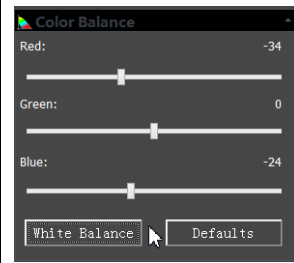 Color Balance
Red: -34
Green: 0
Blue: -24
White Balance Defaults